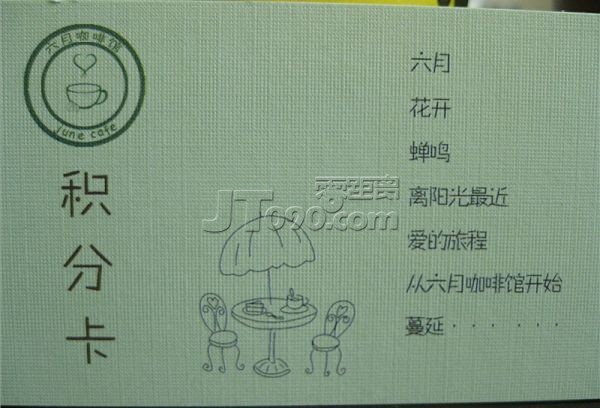 六月咖啡馆
june cafe
积分卡
六月
花开
蝉鸣
离阳光最近
爱的旅程
从六月咖啡馆开始
蔓延······
JT090.com